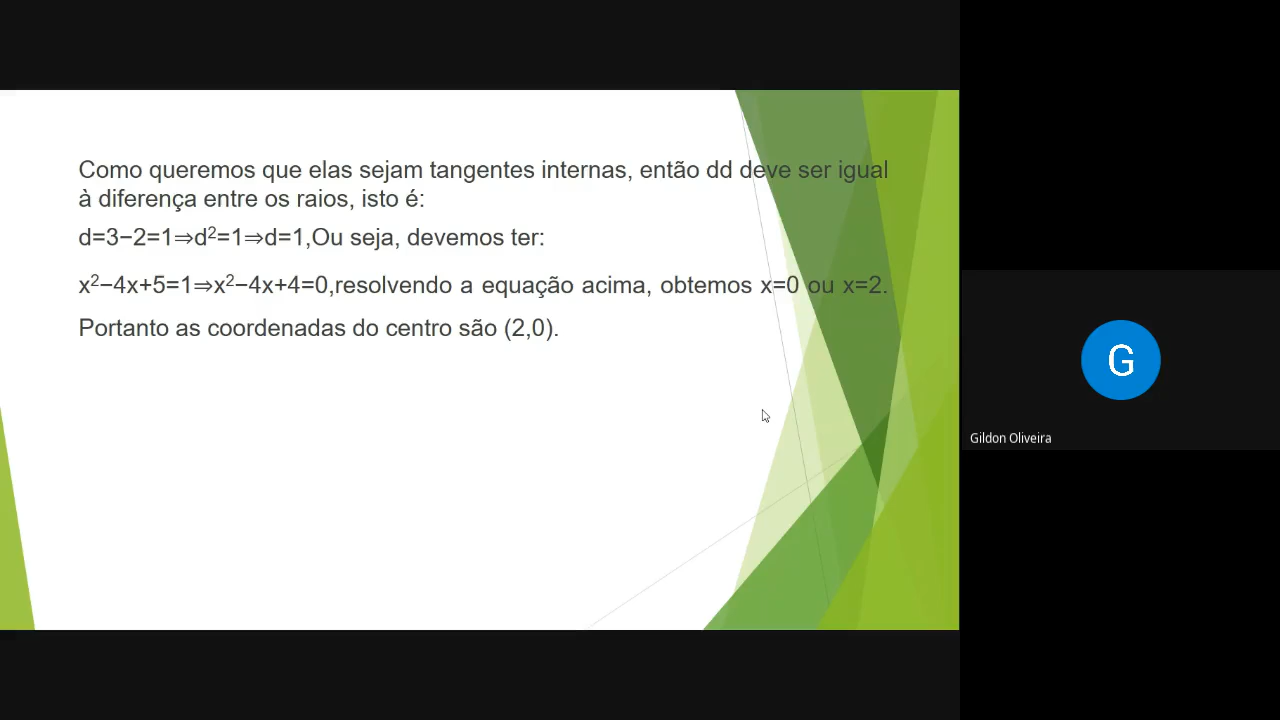 Como queremos que elas sejam tangentes internas, então dd deve ser igual
à diferença entre os raios, isto é:
d=3−2=1⇒d²=1⇒d=1,Ou seja, devemos ter:
x²−4x+5=1⇒x²−4x+4=0,resolvendo a equação acima, obtemos x=0 ou x=2.
Portanto as coordenadas do centro são (2,0).
G
Gildon Oliveira